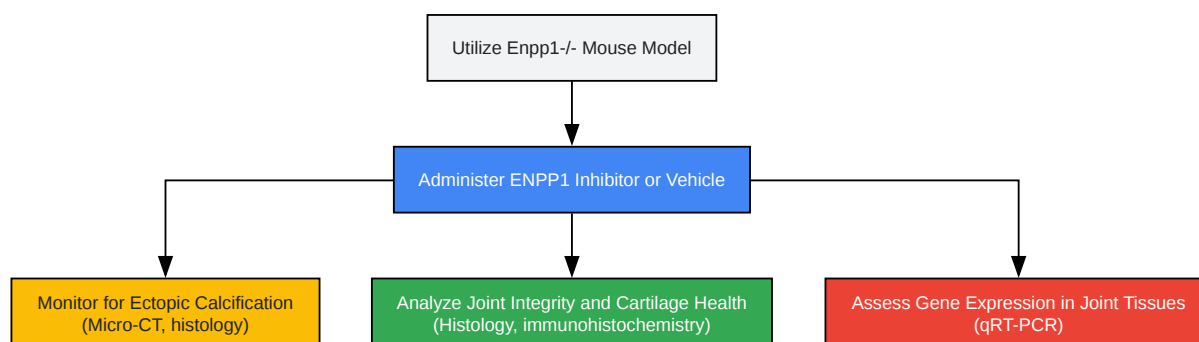 Utilize Enpp1-/- Mouse Model
Administer ENPP1 Inhibitor or Vehicle
Monitor for Ectopic Calcification
(Micro-CT, histology)
Analyze Joint Integrity and Cartilage Health
(Histology, immunohistochemistry)
Assess Gene Expression in Joint Tissues
(qRT-PCR)